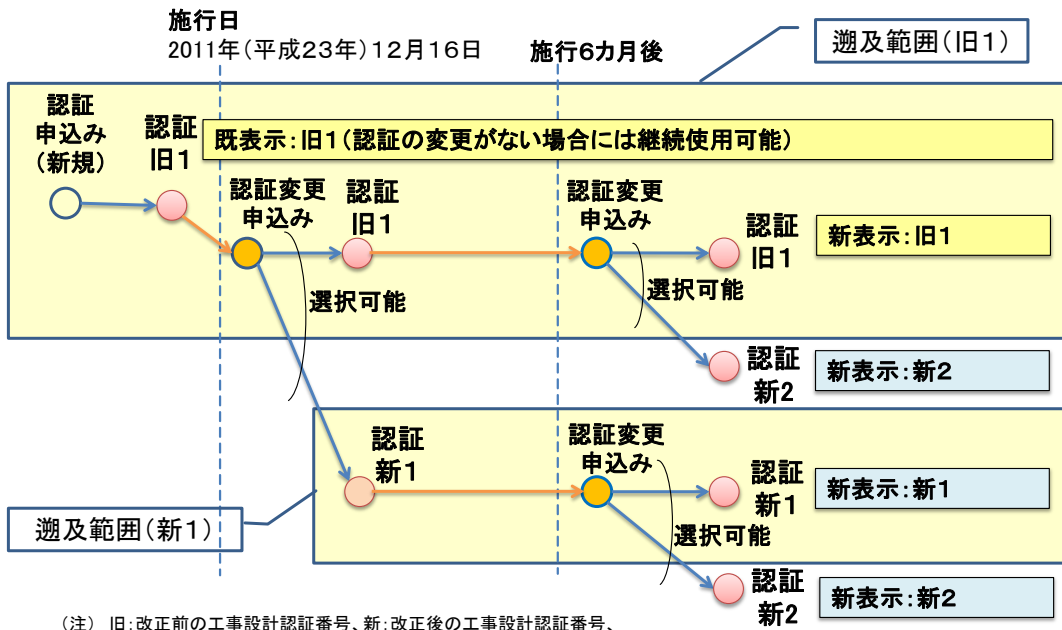 施行日
2011年(平成23年)12月16日
施行6カ月後
遡及範囲(旧1)
認証
申込み
(新規)
認証
旧1
既表示:旧1(認証の変更がない場合には継続使用可能)
認証変更
申込み
認証
旧1
認証変更
申込み
認証
旧1
新表示:旧1
選択可能
選択可能
認証
新2
新表示:新2
認証
新1
認証変更
申込み
認証
新1
新表示:新1
遡及範囲(新1)
選択可能
認証
新2
新表示:新2
(注) 旧:改正前の工事設計認証番号、新:改正後の工事設計認証番号、